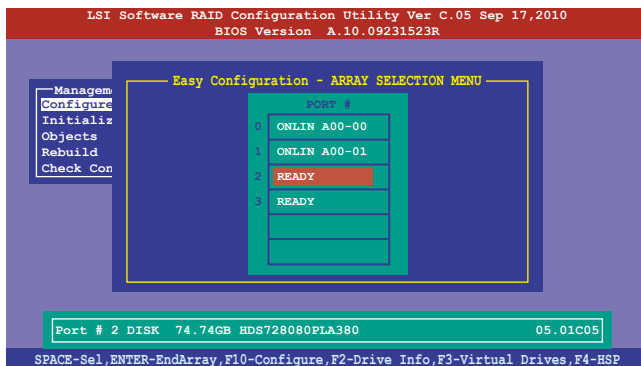 LSI Software RAID Configuration Utility Ver C.05 Sep 17,2010
BIOS Version A.10.09231523R
Easy Configuration - ARRAY SELECTION MENU
Managem
Configure
Initializ
Objects
Rebuild
Check Con
PORT #
0 ONLIN A00-00
1 ONLIN A00-01
2 READY
3 READY
Port # 2 DISK 74.74GB HDS728080PLA380 05.01C05
SPACE-Sel,ENTER-EndArray,F10-Configure,F2-Drive Info,F3-Virtual Drives,F4-HSP